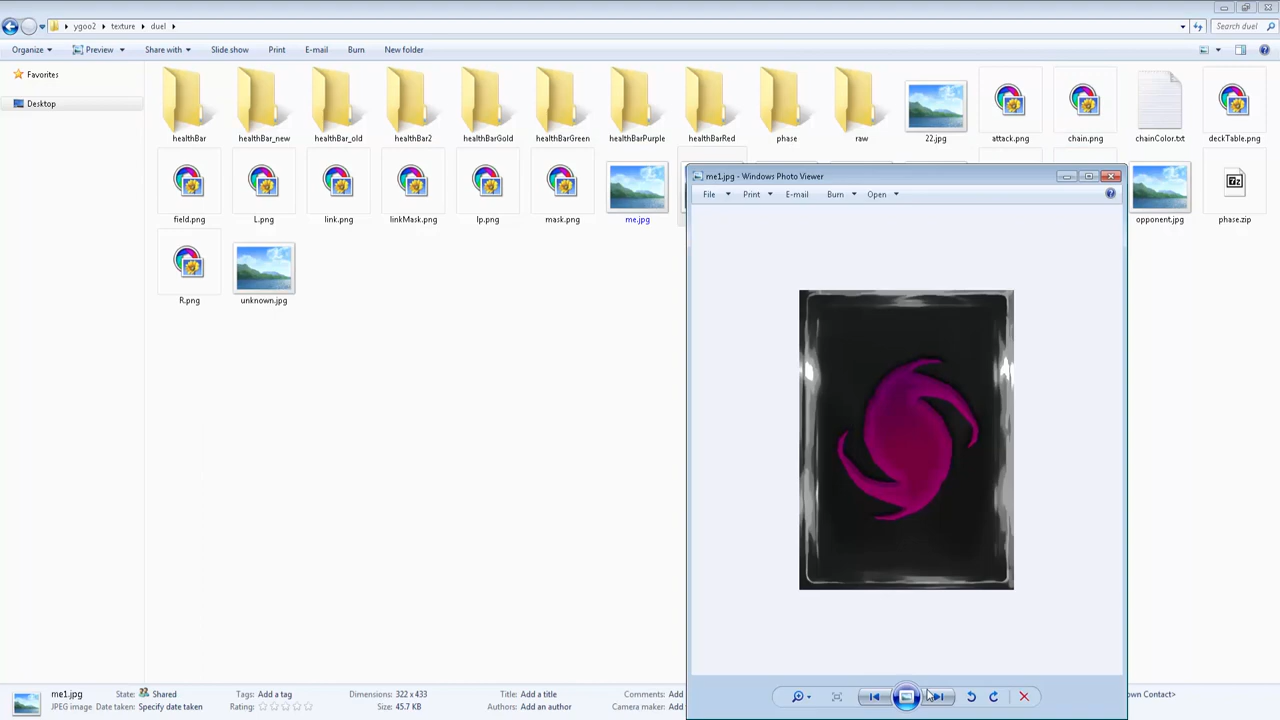 ygoo2 texture duel
Search duel
Organize Preview Share with Slide show Print E-mail Burn New folder
Favorites
Desktop
healthBar healthBar_new healthBar_old healthBar2 healthBarGold healthBarGreen healthBarPurple healthBarRed phase raw 22.jpg attack.png chain.png chainColor.txt deckTable.png
field.png L.png link.png linkMask.png lp.png mask.png me.jpg opponent.jpg phase.zip
R.png unknown.jpg
me1.jpg - Windows Photo Viewer
File Print E-mail Burn Open
me1.jpg State: Shared Tags: Add a tag Dimensions: 322 x 433 Title: Add a title Comments: Add
JPEG image Date taken: Specify date taken Rating: Size: 45.7 KB Authors: Add an author Camera maker: Add